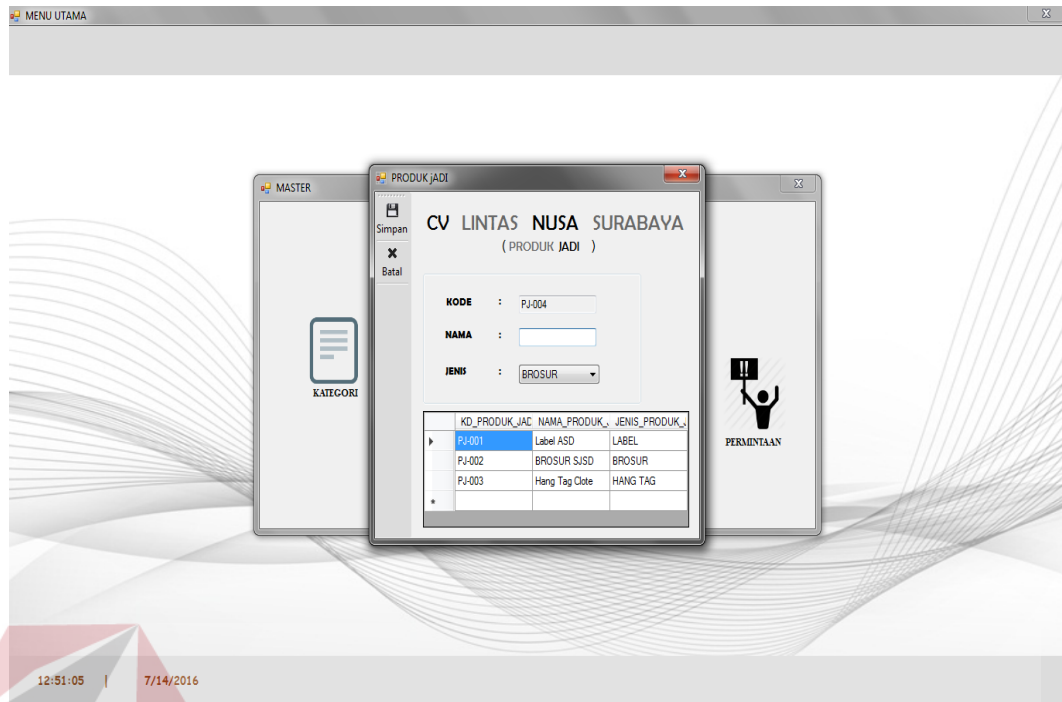 MENU UTAMA
MASTER
KATEGORI
PERMINTAAN
PRODUK jADI
Simpan
Batal
CV LINTAS NUSA SURABAYA
( PRODUK JADI )
KODE : PJ-004
NAMA :
JENIS : BROSUR
KD_PRODUK_JAD NAMA_PRODUK_ JENIS_PRODUK_
PJ-001 Label ASD LABEL
PJ-002 BROSUR SJSD BROSUR
PJ-003 Hang Tag Clote HANG TAG
12:51:05 | 7/14/2016